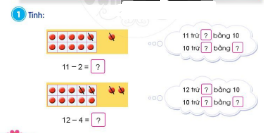 1 Tính:
11 trừ ? bằng 10
10 trừ ? bằng ?
11 − 2 = ?
12 trừ ? bằng 10
10 trừ ? bằng ?
12 − 4 = ?